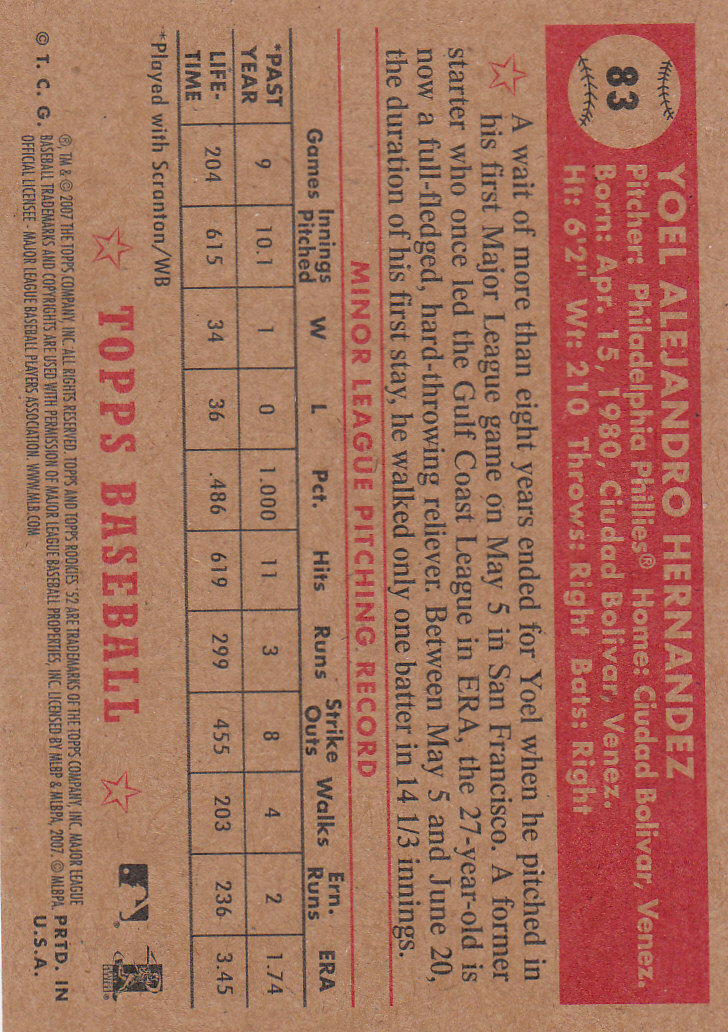 83
YOEL ALEJANDRO HERNANDEZ
Pitcher: Philadelphia Phillies® Home: Ciudad Bolivar, Venez.
Born: Apr. 15, 1980, Ciudad Bolivar, Venez.
Ht: 6'2" Wt: 210 Throws: Right Bats: Right
A wait of more than eight years ended for Yoel when he pitched in
his first Major League game on May 5 in San Francisco. A former
starter who once led the Gulf Coast League in ERA, the 27-year-old is
now a full-fledged, hard-throwing reliever. Between May 5 and June 20,
the duration of his first stay, he walked only one batter in 14 1/3 innings.
MINOR LEAGUE PITCHING RECORD
Games Innings Pitched W L Pct. Hits Runs Strike Outs Walks Ern. Runs ERA
*PAST YEAR 9 10.1 1 0 1.000 11 3 8 4 2 1.74
LIFE-TIME 204 615 34 36 .486 619 299 455 203 236 3.45
*Played with Scranton/WB
TOPPS BASEBALL
®, TM & © 2007 THE TOPPS COMPANY, INC. ALL RIGHTS RESERVED. TOPPS AND TOPPS ROOKIES '52 ARE TRADEMARKS OF THE TOPPS COMPANY, INC. MAJOR LEAGUE
© T. C. G. BASEBALL TRADEMARKS AND COPYRIGHTS ARE USED WITH PERMISSION OF MAJOR LEAGUE BASEBALL PROPERTIES, INC. LICENSED BY MLBP & MLBPA, 2007. © MLBPA PRTD. IN
OFFICIAL LICENSEE - MAJOR LEAGUE BASEBALL PLAYERS ASSOCIATION. WWW.MLB.COM U.S.A.